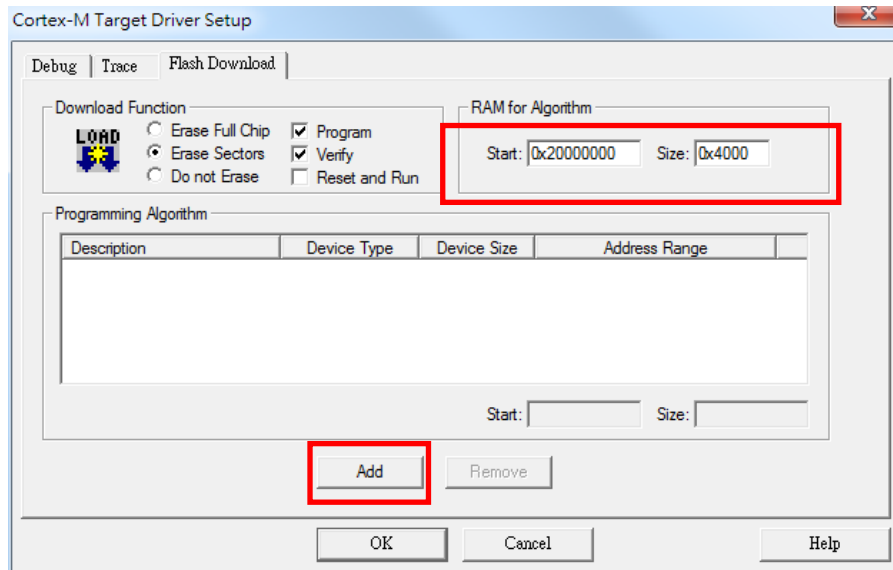 Cortex-M Target Driver Setup
Debug Trace Flash Download
Download Function
LOAD
Erase Full Chip
Erase Sectors
Do not Erase
Program
Verify
Reset and Run
RAM for Algorithm
Start: 0x20000000 Size: 0x4000
Programming Algorithm
Description Device Type Device Size Address Range
Start: Size:
Add Remove
OK Cancel Help